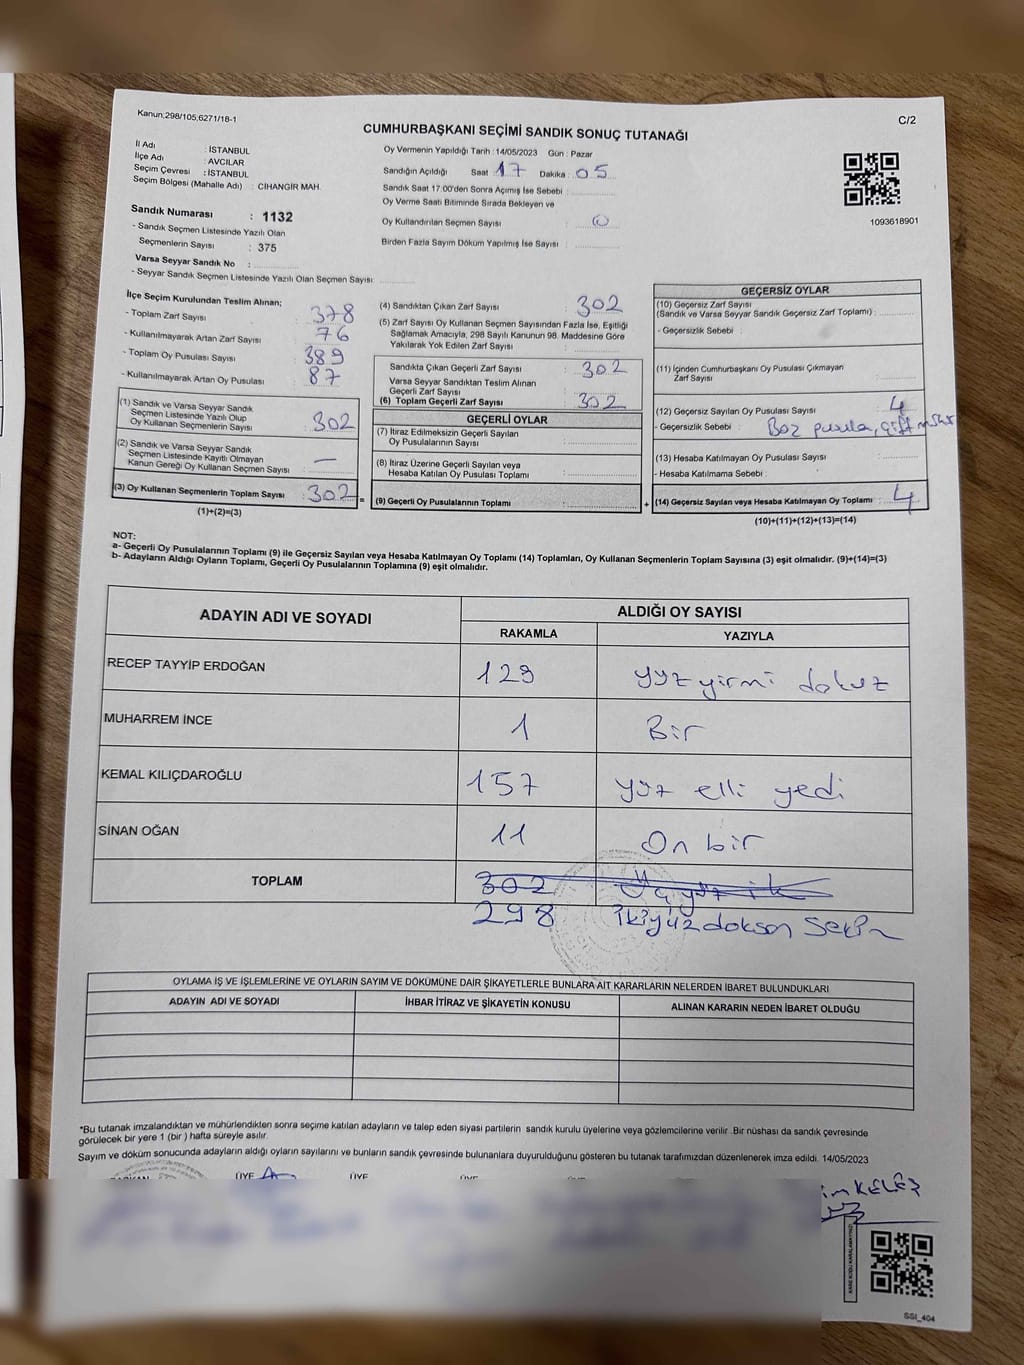 Kanun;298/105,6271/18-1
C/2
CUMHURBAŞKANI SEÇİMİ SANDIK SONUÇ TUTANAĞI
İl Adı : İSTANBUL
İlçe Adı : AVCILAR
Seçim Çevresi : İSTANBUL
Seçim Bölgesi (Mahalle Adı) : CİHANGİR MAH.
Oy Vermenin Yapıldığı Tarih : 14/05/2023 Gün : Pazar
Sandığın Açıldığı Saat 17 Dakika : 05
Sandık Saat 17:00'den Sonra Açımış İse Sebebi :
Oy Verme Saati Bitiminde Sırada Bekleyen ve
Oy Kullandırılan Seçmen Sayısı : 0
Birden Fazla Sayım Döküm Yapılmış İse Sayısı :
1093618901
Sandık Numarası : 1132
- Sandık Seçmen Listesinde Yazılı Olan
Seçmenlerin Sayısı : 375
Varsa Seyyar Sandık No :
- Seyyar Sandık Seçmen Listesinde Yazılı Olan Seçmen Sayısı:
İlçe Seçim Kurulundan Teslim Alınan;
- Toplam Zarf Sayısı : 378
- Kullanılmayarak Artan Zarf Sayısı : 76
- Toplam Oy Pusulası Sayısı : 389
- Kullanılmayarak Artan Oy Pusulası : 87
(1) Sandık ve Varsa Seyyar Sandık
Seçmen Listesinde Yazılı Olup
Oy Kullanan Seçmenlerin Sayısı : 302
(2) Sandık ve Varsa Seyyar Sandık
Seçmen Listesinde Kayıtlı Olmayan
Kanun Gereği Oy Kullanan Seçmen Sayısı : —
(3) Oy Kullanan Seçmenlerin Toplam Sayısı : 302 =
(1)+(2)=(3)
(4) Sandıktan Çıkan Zarf Sayısı : 302
(5) Zarf Sayısı Oy Kullanan Seçmen Sayısından Fazla İse, Eşitliği
Sağlamak Amacıyla, 298 Sayılı Kanunun 98. Maddesine Göre
Yakılarak Yok Edilen Zarf Sayısı :
Sandıkta Çıkan Geçerli Zarf Sayısı : 302
Varsa Seyyar Sandıktan Teslim Alınan
Geçerli Zarf Sayısı :
(6) Toplam Geçerli Zarf Sayısı : 302
GEÇERLİ OYLAR
(7) İtiraz Edilmeksizin Geçerli Sayılan
Oy Pusulalarının Sayısı :
(8) İtiraz Üzerine Geçerli Sayılan veya
Hesaba Katılan Oy Pusulası Toplamı :
(9) Geçerli Oy Pusulalarının Toplamı : +
GEÇERSİZ OYLAR
(10) Geçersiz Zarf Sayısı
(Sandık ve Varsa Seyyar Sandık Geçersiz Zarf Toplamı) :
- Geçersizlik Sebebi :
(11) İçinden Cumhurbaşkanı Oy Pusulası Çıkmayan
Zarf Sayısı :
(12) Geçersiz Sayılan Oy Pusulası Sayısı : 4
- Geçersizlik Sebebi : Boz pusula, çift mühür
(13) Hesaba Katılmayan Oy Pusulası Sayısı :
- Hesaba Katılmama Sebebi :
(14) Geçersiz Sayılan veya Hesaba Katılmayan Oy Toplamı : 4
(10)+(11)+(12)+(13)=(14)
NOT:
a- Geçerli Oy Pusulalarının Toplamı (9) ile Geçersiz Sayılan veya Hesaba Katılmayan Oy Toplamı (14) Toplamları, Oy Kullanan Seçmenlerin Toplam Sayısına (3) eşit olmalıdır. (9)+(14)=(3)
b- Adayların Aldığı Oyların Toplamı, Geçerli Oy Pusulalarının Toplamına (9) eşit olmalıdır.
ADAYIN ADI VE SOYADI ALDIĞI OY SAYISI
RAKAMLA YAZIYLA
RECEP TAYYİP ERDOĞAN 129 yüz yirmi dokuz
MUHARREM İNCE 1 Bir
KEMAL KILIÇDAROĞLU 157 yüz elli yedi
SİNAN OĞAN 11 On bir
TOPLAM 302 Üçyüz iki
298 ikiyüzdoksan sekiz
OYLAMA İŞ VE İŞLEMLERİNE VE OYLARIN SAYIM VE DÖKÜMÜNE DAİR ŞİKAYETLERLE BUNLARA AİT KARARLARIN NELERDEN İBARET BULUNDUKLARI
ADAYIN ADI VE SOYADI İHBAR İTİRAZ VE ŞİKAYETİN KONUSU ALINAN KARARIN NEDEN İBARET OLDUĞU
*Bu tutanak imzalandıktan ve mühürlendikten sonra seçime katılan adayların ve talep eden siyasi partilerin sandık kurulu üyelerine veya gözlemcilerine verilir .Bir nüshası da sandık çevresinde
görülecek bir yere 1 (bir ) hafta süreyle asılır.
Sayım ve döküm sonucunda adayların aldığı oyların sayılarını ve bunların sandık çevresinde bulunanlara duyurulduğunu gösteren bu tutanak tarafımızdan düzenlenerek imza edildi. 14/05/2023
ÜYE ÜYE ÜYE
KELEŞ
KARE KODU KARALAMAYINIZ!
SSI_404